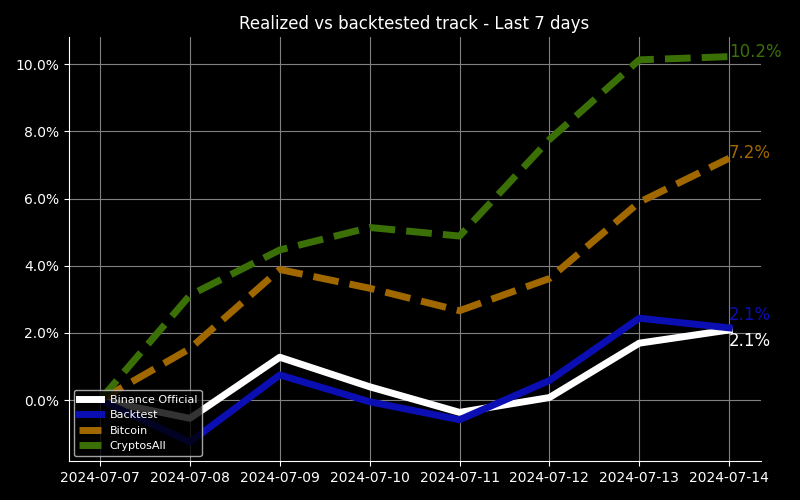 Realized vs backtested track - Last 7 days
10.0%
8.0%
6.0%
4.0%
2.0%
0.0%
10.2%
7.2%
2.1%
2.1%
Binance Official
Backtest
Bitcoin
CryptosAll
2024-07-07 2024-07-08 2024-07-09 2024-07-10 2024-07-11 2024-07-12 2024-07-13 2024-07-14